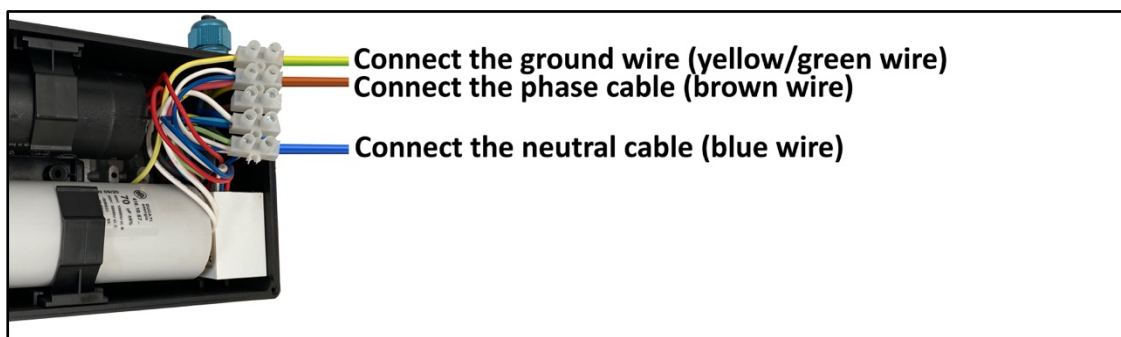 Connect the ground wire (yellow/green wire)
Connect the phase cable (brown wire)
Connect the neutral cable (blue wire)
70